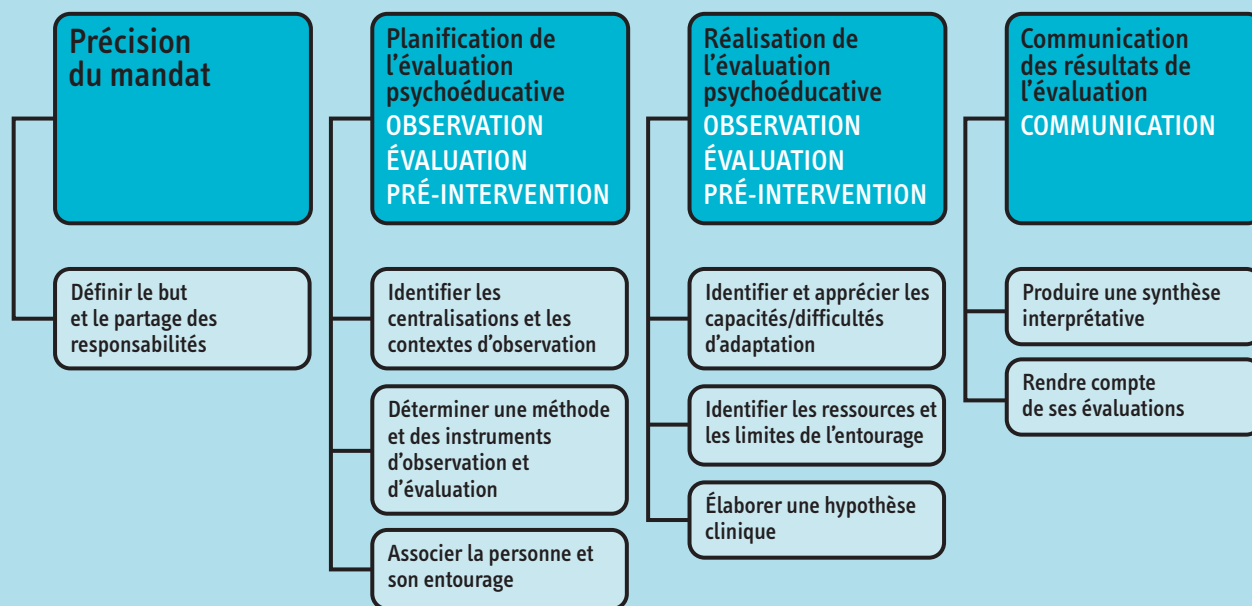 Précision
du mandat
Définir le but
et le partage des
responsabilités
Planification de
l'évaluation
psychoéducative
OBSERVATION
ÉVALUATION
PRÉ-INTERVENTION
Identifier les
centralisations et les
contextes d'observation
Déterminer une méthode
et des instruments
d'observation et
d'évaluation
Associer la personne et
son entourage
Réalisation de
l'évaluation
psychoéducative
OBSERVATION
ÉVALUATION
PRÉ-INTERVENTION
Identifier et apprécier les
capacités/difficultés
d'adaptation
Identifier les ressources et
les limites de l'entourage
Élaborer une hypothèse
clinique
Communication
des résultats de
l'évaluation
COMMUNICATION
Produire une synthèse
interprétative
Rendre compte
de ses évaluations